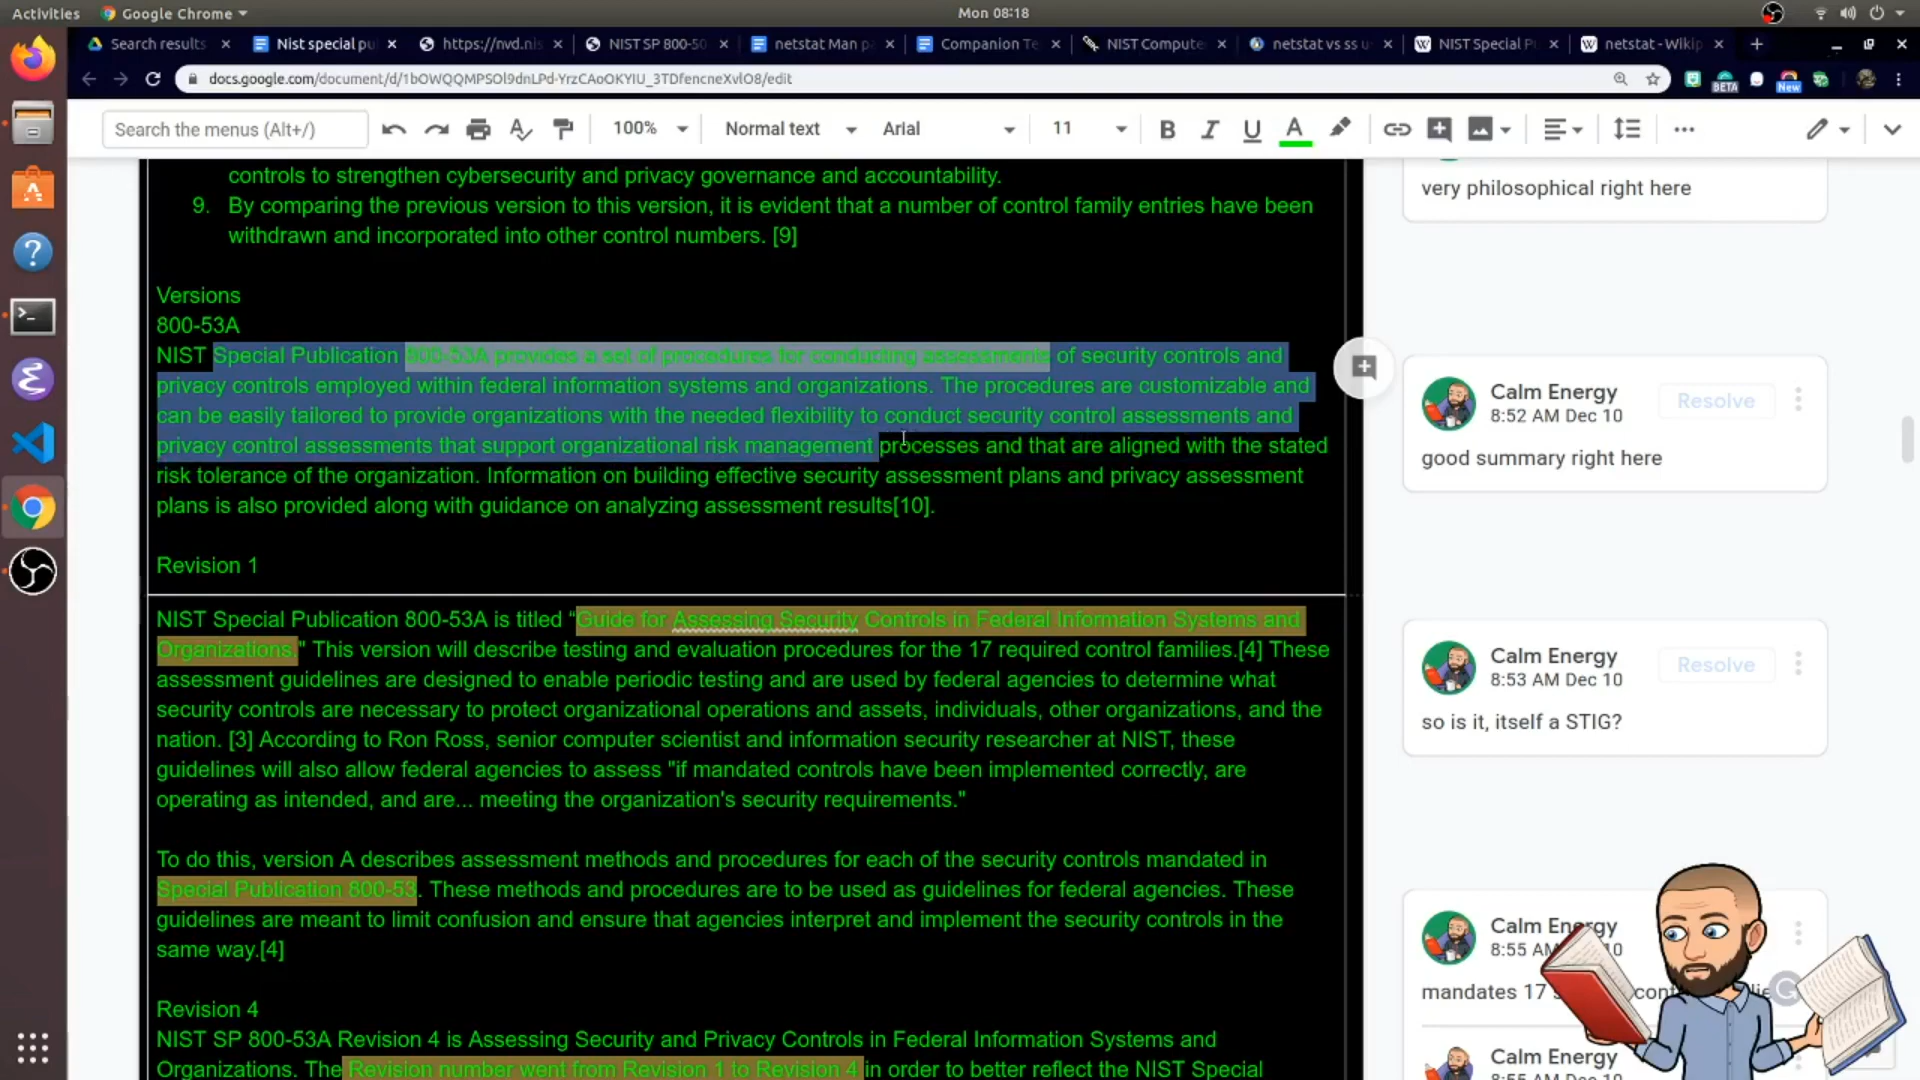 Activities Google Chrome Mon 08:18
Search results Nist special pu https://nvd.nis NIST SP 800-50 netstat Man p Companion Te NIST Compute netstat vs ss u NIST Special P netstat - Wikip
docs.google.com/document/d/1bOWQQMPSOl9dnLPd-YrzCAoOKYIU_3TDfencneXvlO8/edit BETA New
Search the menus (Alt+/) 100% Normal text Arial 11 B I U A
controls to strengthen cybersecurity and privacy governance and accountability.
9. By comparing the previous version to this version, it is evident that a number of control family entries have been
withdrawn and incorporated into other control numbers. [9]
Versions
800-53A
NIST Special Publication 800-53A provides a set of procedures for conducting assessments of security controls and
privacy controls employed within federal information systems and organizations. The procedures are customizable and
can be easily tailored to provide organizations with the needed flexibility to conduct security control assessments and
privacy control assessments that support organizational risk management processes and that are aligned with the stated
risk tolerance of the organization. Information on building effective security assessment plans and privacy assessment
plans is also provided along with guidance on analyzing assessment results[10].
Revision 1
NIST Special Publication 800-53A is titled "Guide for Assessing Security Controls in Federal Information Systems and
Organizations." This version will describe testing and evaluation procedures for the 17 required control families.[4] These
assessment guidelines are designed to enable periodic testing and are used by federal agencies to determine what
security controls are necessary to protect organizational operations and assets, individuals, other organizations, and the
nation. [3] According to Ron Ross, senior computer scientist and information security researcher at NIST, these
guidelines will also allow federal agencies to assess "if mandated controls have been implemented correctly, are
operating as intended, and are... meeting the organization's security requirements."
To do this, version A describes assessment methods and procedures for each of the security controls mandated in
Special Publication 800-53. These methods and procedures are to be used as guidelines for federal agencies. These
guidelines are meant to limit confusion and ensure that agencies interpret and implement the security controls in the
same way.[4]
Revision 4
NIST SP 800-53A Revision 4 is Assessing Security and Privacy Controls in Federal Information Systems and
Organizations. The Revision number went from Revision 1 to Revision 4 in order to better reflect the NIST Special
very philosophical right here
Calm Energy
8:52 AM Dec 10
Resolve
good summary right here
Calm Energy
8:53 AM Dec 10
Resolve
so is it, itself a STIG?
Calm Energy
8:55 AM
mandates 17
Calm Energy